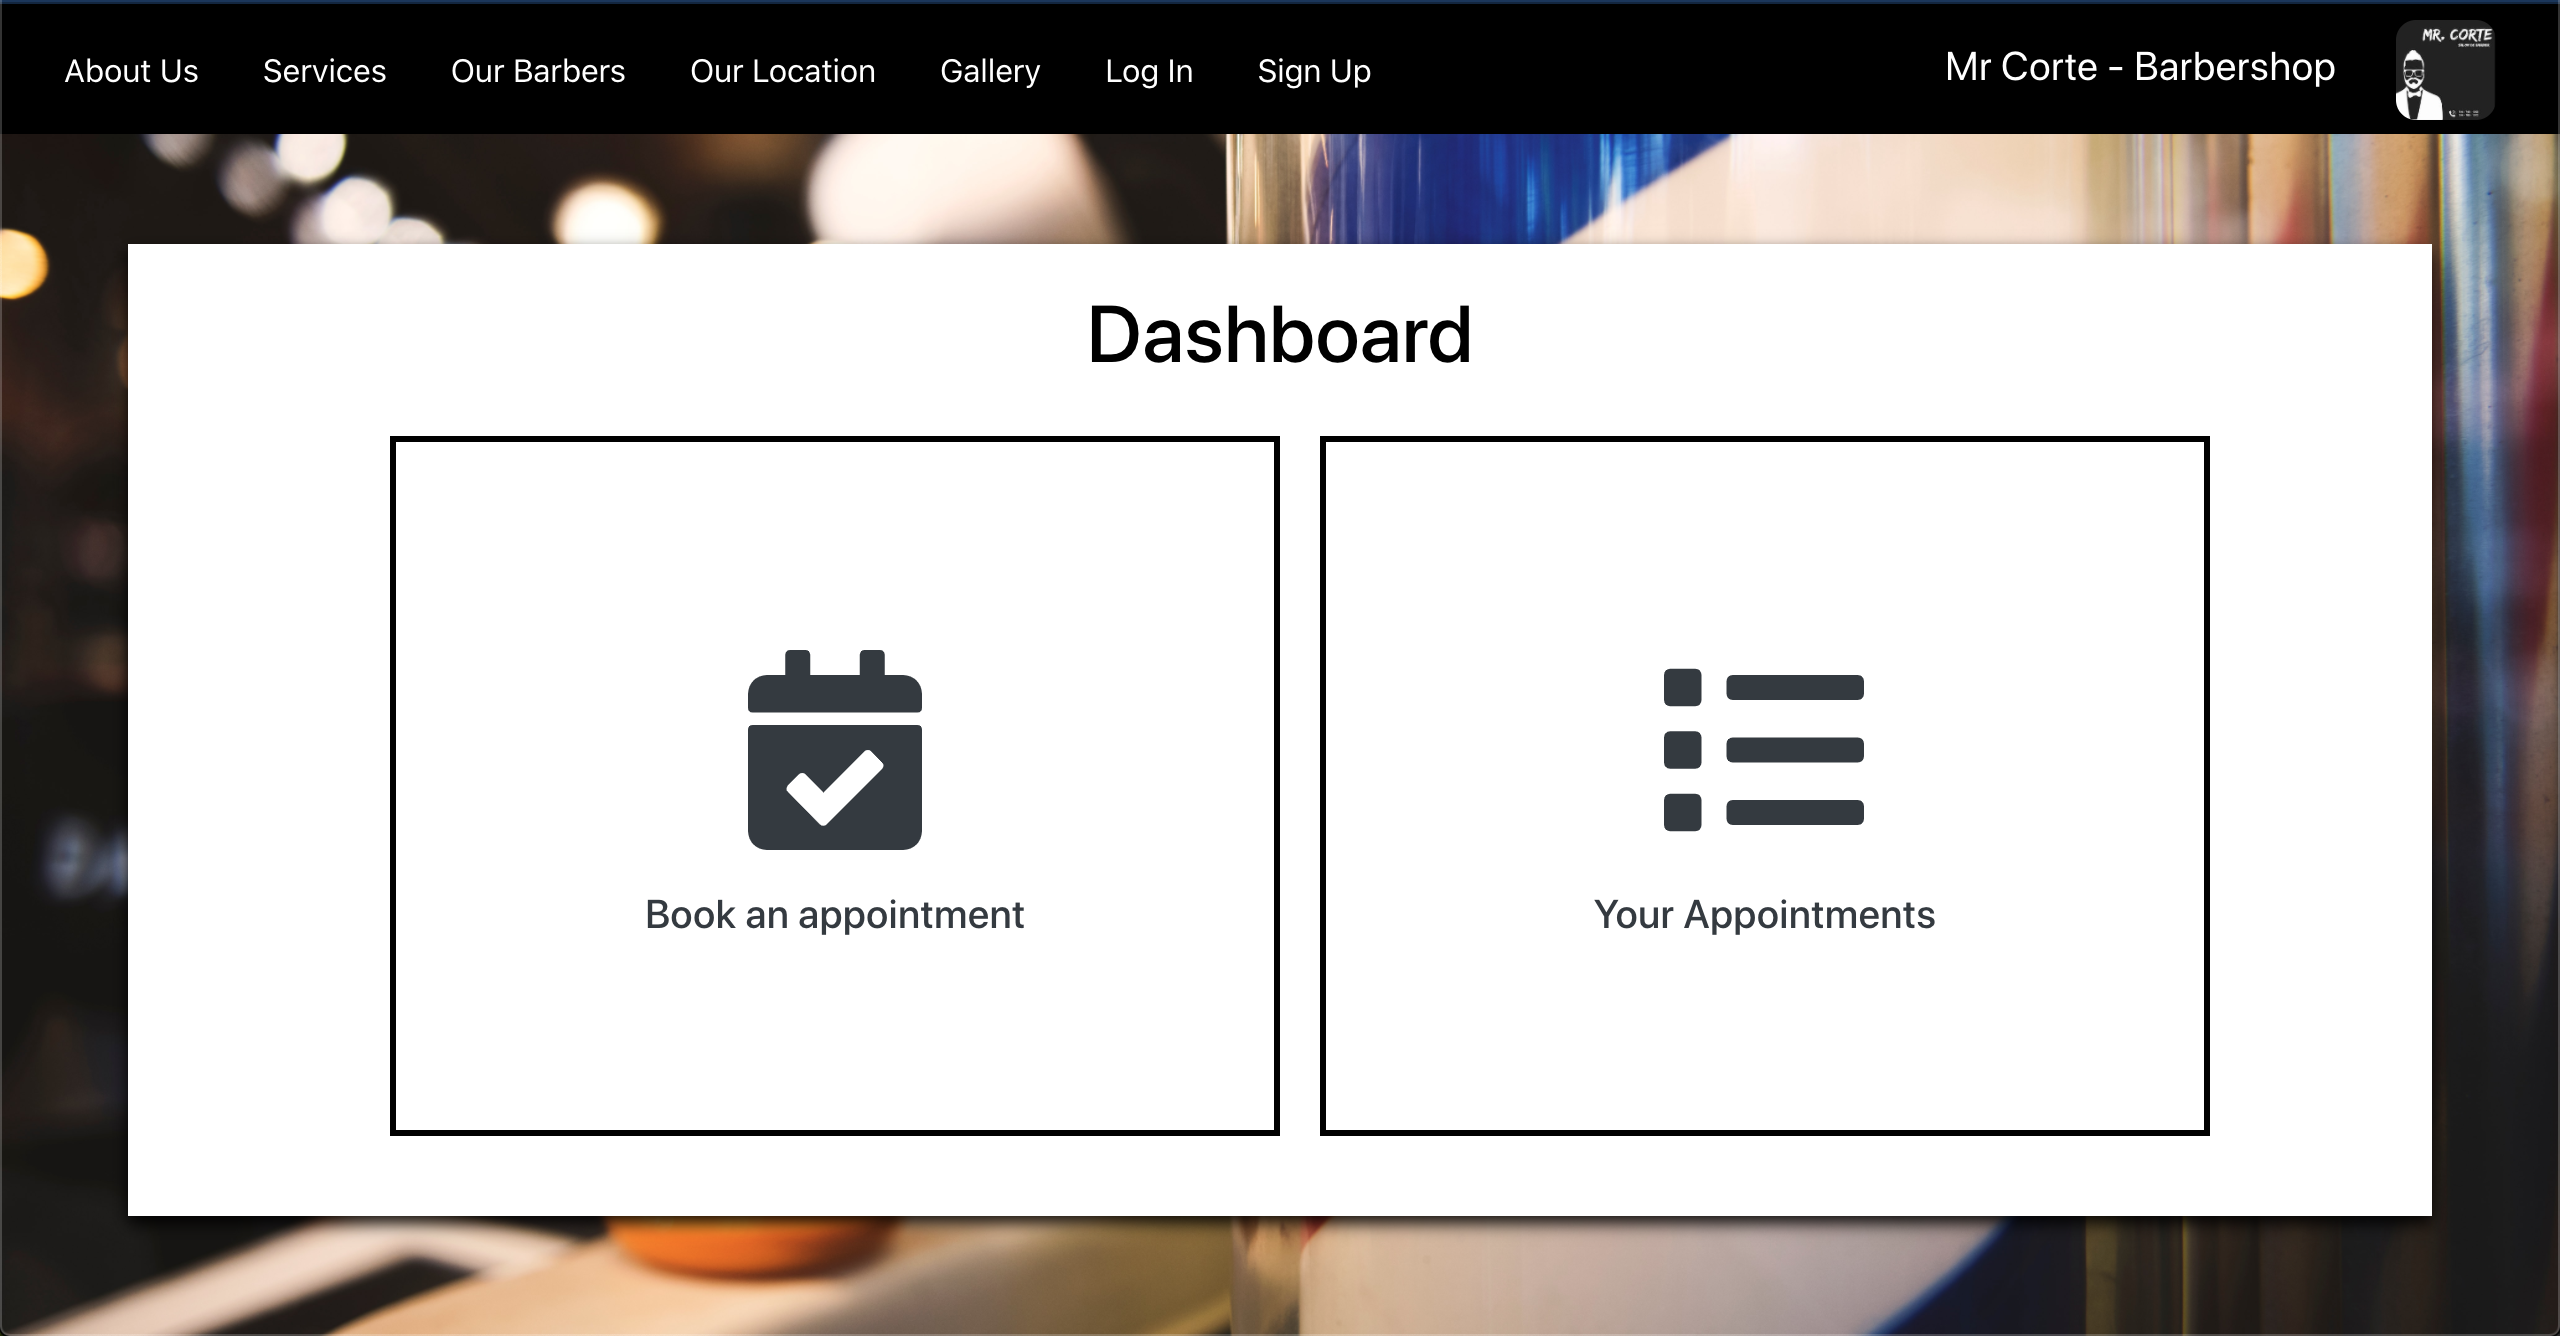 About Us Services Our Barbers Our Location Gallery Log In Sign Up Mr Corte - Barbershop
MR. CORTE
Dashboard
Book an appointment Your Appointments